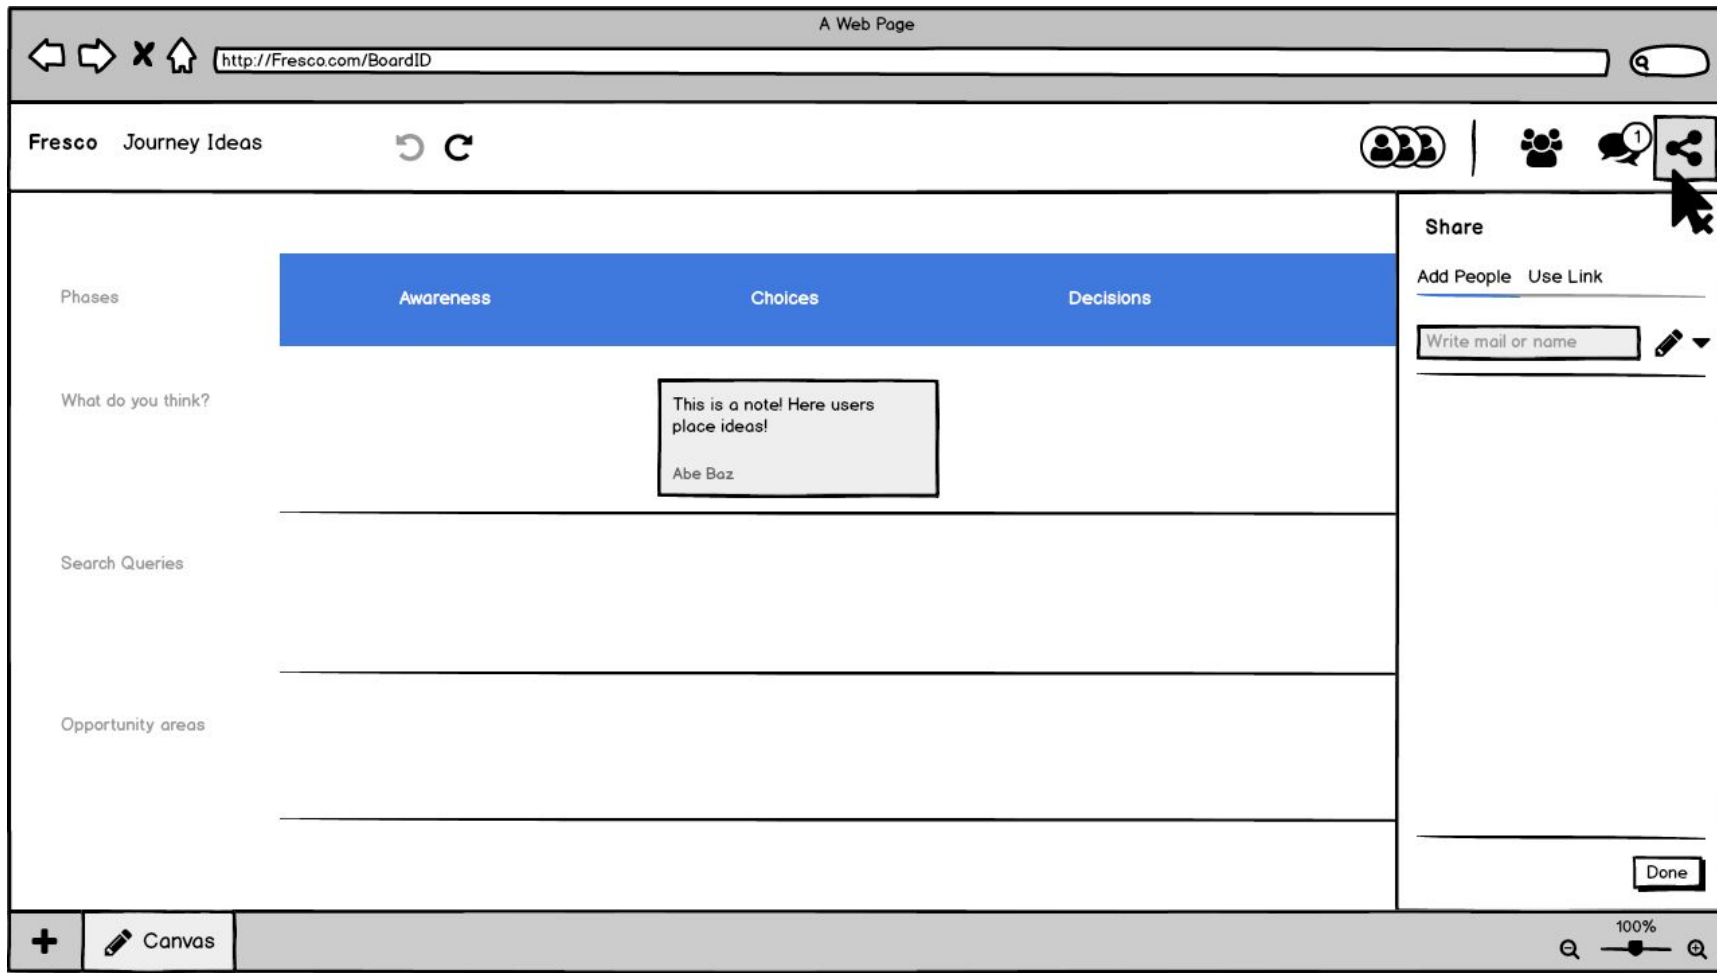 A Web Page
http://Fresco.com/BoardID
Fresco Journey Ideas
1
Share
Add People Use Link
Write mail or name
Phases Awareness Choices Decisions
What do you think?
This is a note! Here users
place ideas!
Abe Baz
Search Queries
Opportunity areas
Done
Canvas
100%